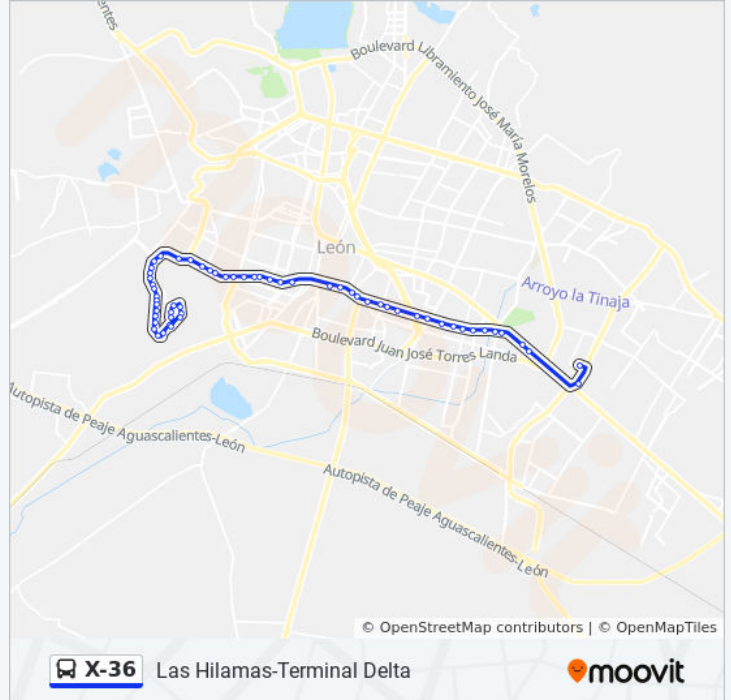 entes
Boulevard Libramiento José María Morelos
León
Arroyo la Tinaja
Boulevard Juan José Torres Landa
Autopista de Peaje Aguascalientes-León
Autopista de Peaje Aguascalientes-León
© OpenStreetMap contributors | © OpenMapTiles
X-36 Las Hilamas-Terminal Delta
moovit